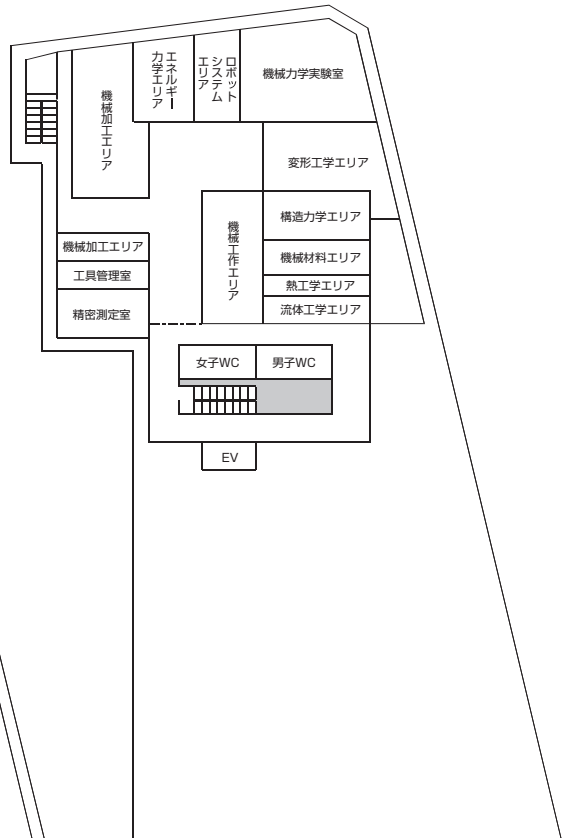 機械加工エリア
エネルギー
力学エリア
ロボット
システム
エリア
機械力学実験室
変形工学エリア
機械工作エリア
構造力学エリア
機械材料エリア
熱工学エリア
流体工学エリア
機械加工エリア
工具管理室
精密測定室
女子WC
男子WC
EV